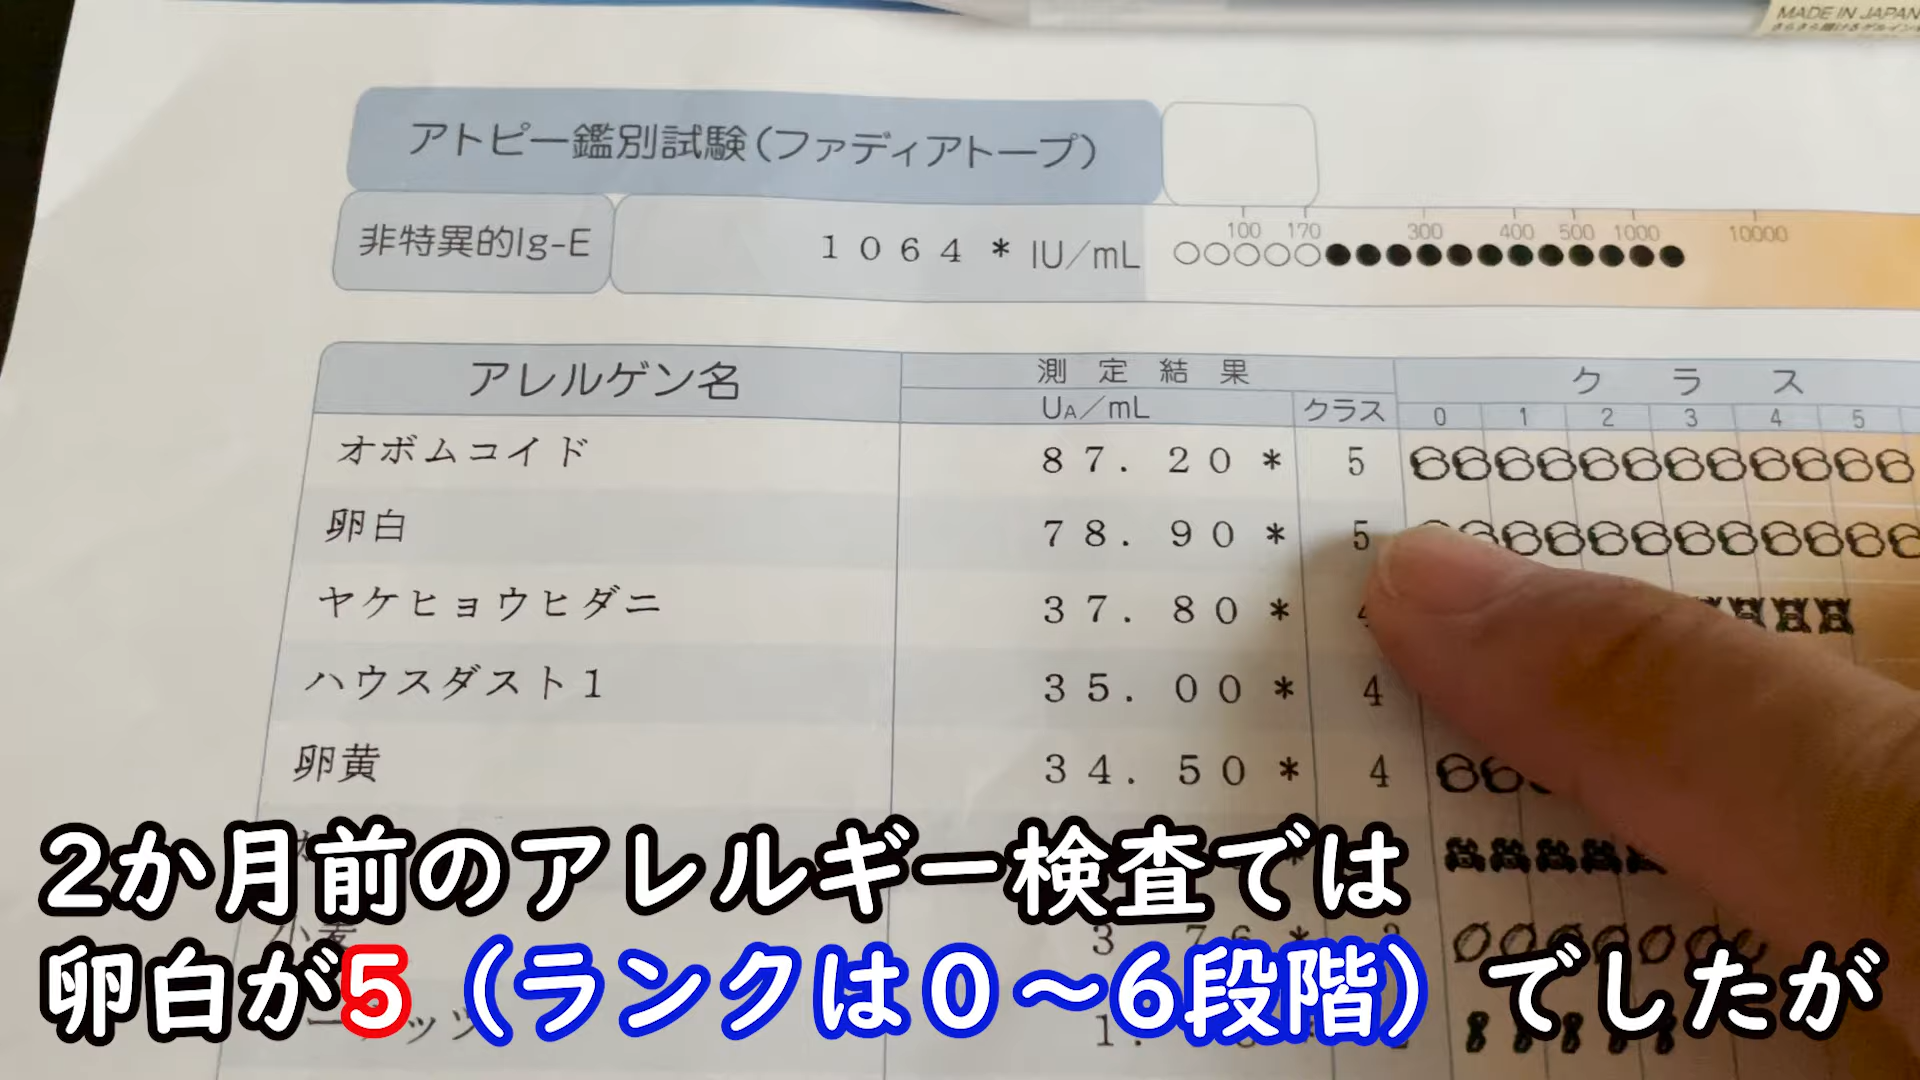 MADE IN JAPAN
アトピー鑑別試験(ファディアトープ)
非特異的Ig-E 1064* IU/mL 100 170 300 400 500 1000 10000
アレルゲン名 測定結果 クラス
UA/mL クラス 0 1 2 3 4 5
オボムコイド 87.20* 5
卵白 78.90* 5
ヤケヒョウヒダニ 37.80* 4
ハウスダスト1 35.00* 4
卵黄 34.50* 4
2か月前のアレルギー検査では
小麦
卵白が5(ランクは0～6段階)でしたが